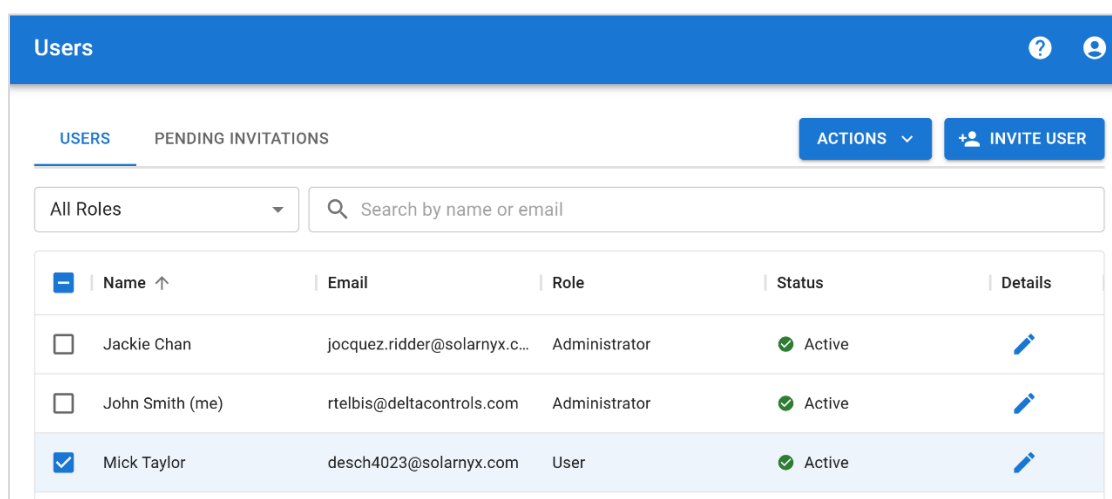 Users
USERS PENDING INVITATIONS ACTIONS INVITE USER
All Roles Search by name or email
Name Email Role Status Details
Jackie Chan jocquez.ridder@solarnyx.c... Administrator Active
John Smith (me) rtelbis@deltacontrols.com Administrator Active
Mick Taylor desch4023@solarnyx.com User Active